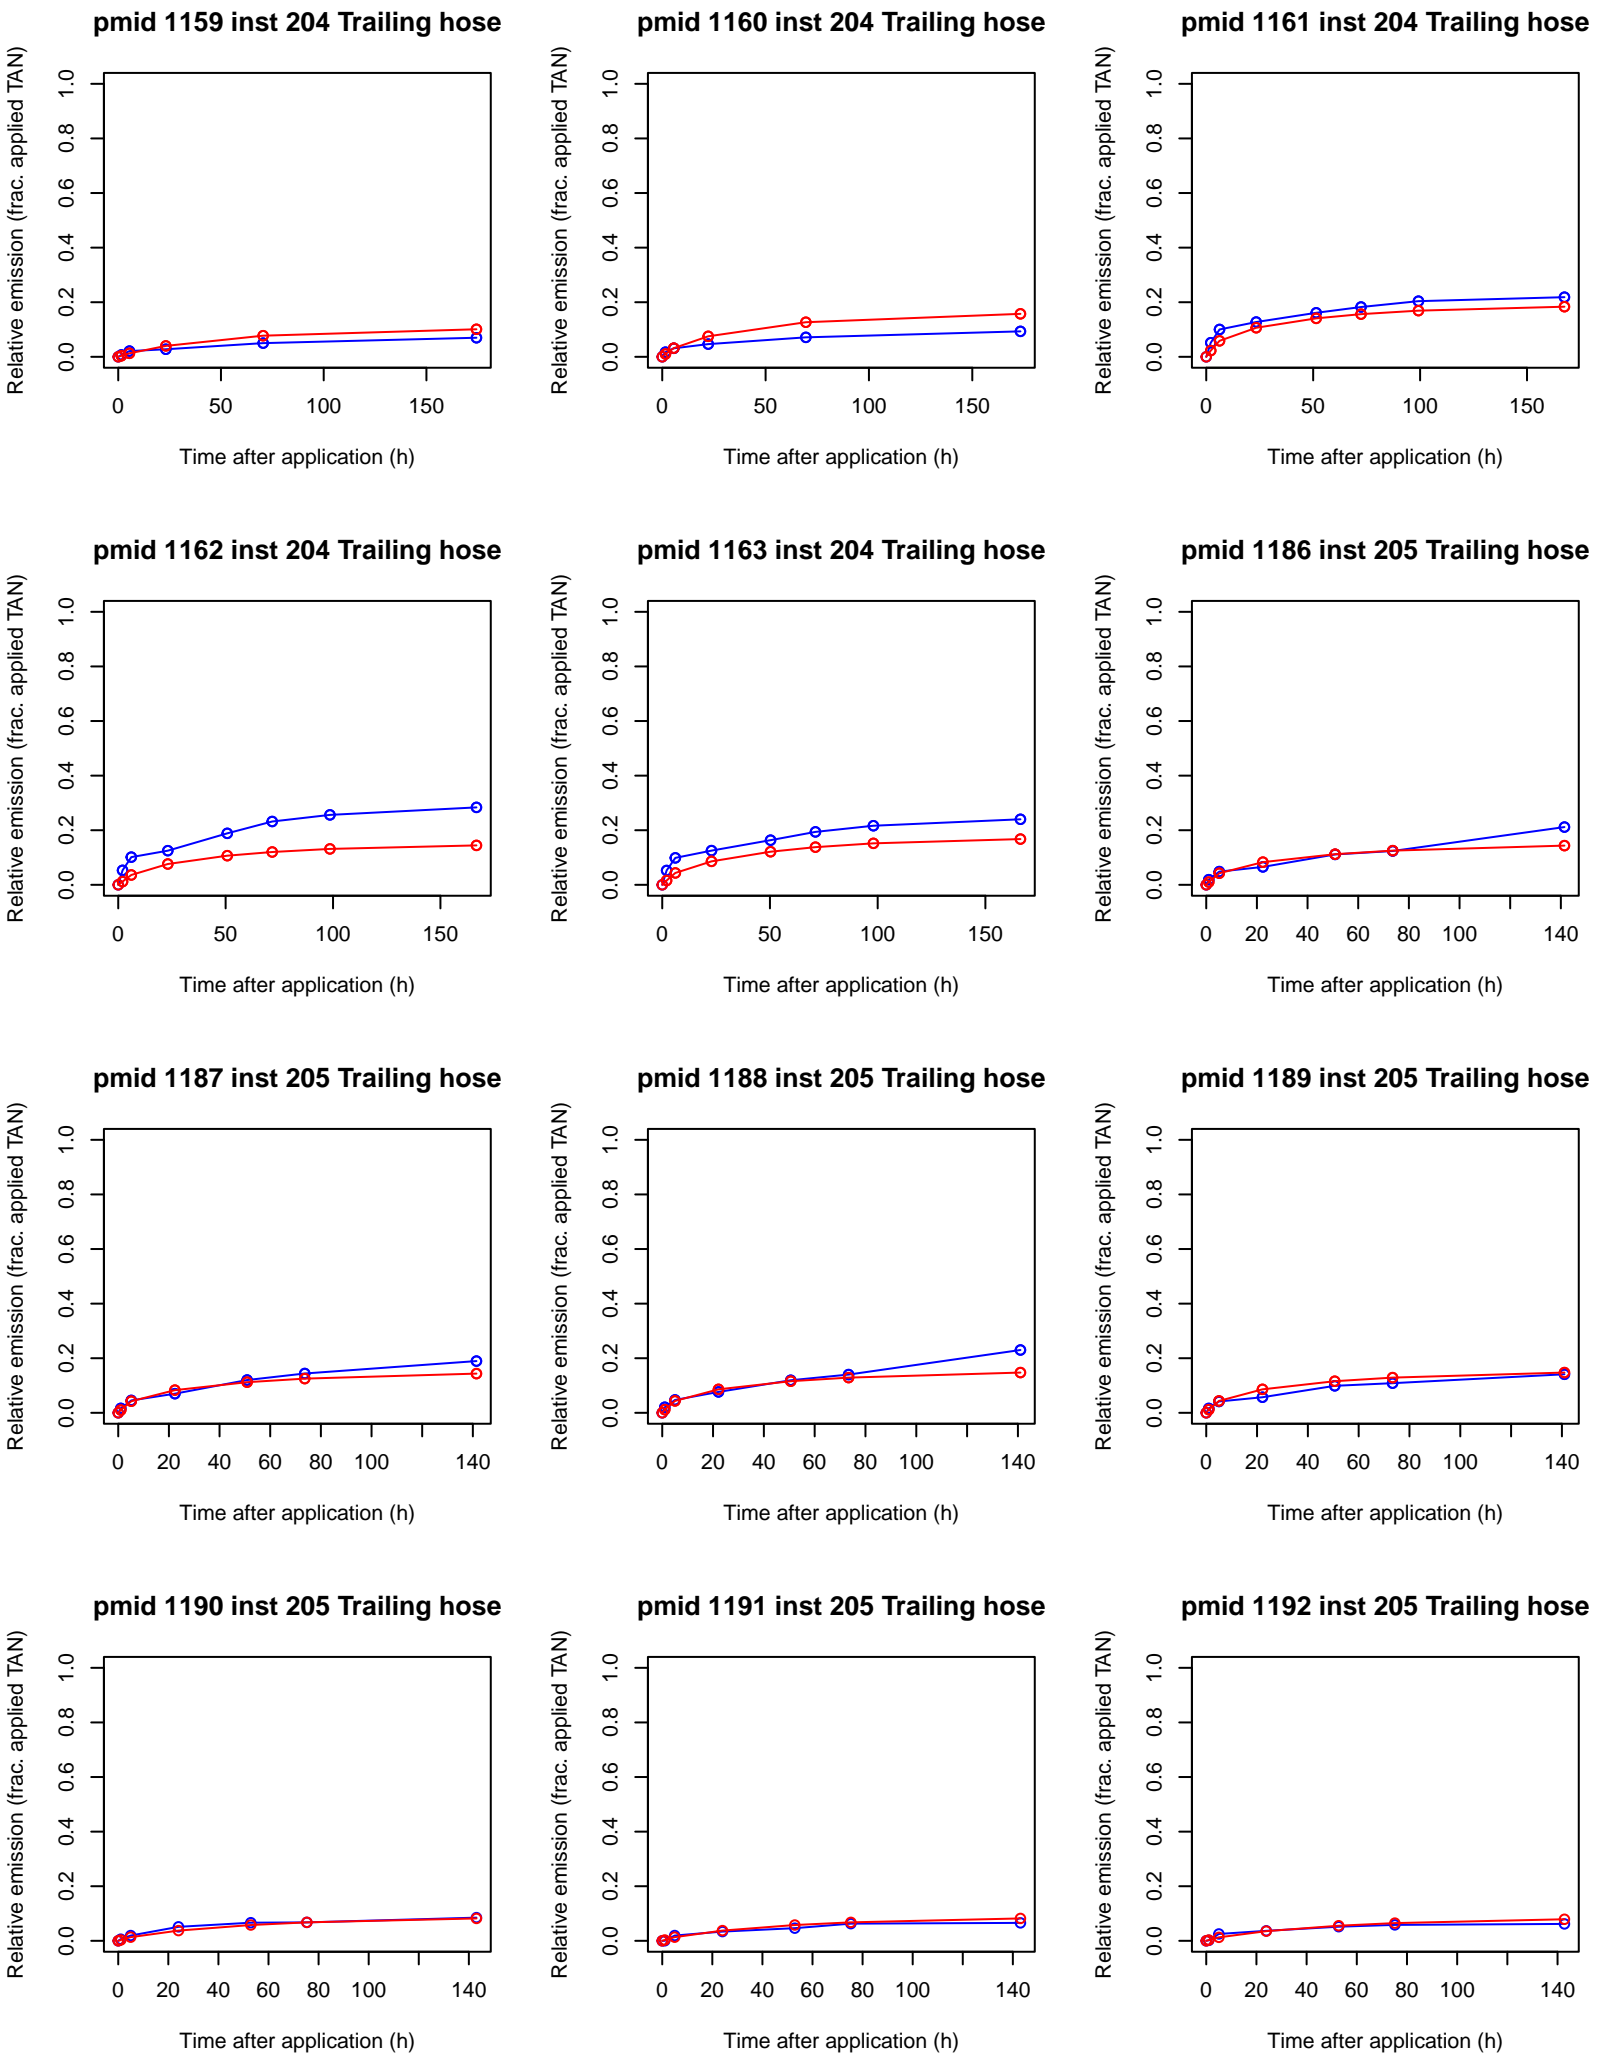 pmid 1159 inst 204 Trailing hose
Relative emission (frac. applied TAN)
0.0 0.2 0.4 0.6 0.8 1.0
0 50 100 150
Time after application (h)
pmid 1160 inst 204 Trailing hose
Relative emission (frac. applied TAN)
0.0 0.2 0.4 0.6 0.8 1.0
0 50 100 150
Time after application (h)
pmid 1161 inst 204 Trailing hose
Relative emission (frac. applied TAN)
0.0 0.2 0.4 0.6 0.8 1.0
0 50 100 150
Time after application (h)
pmid 1162 inst 204 Trailing hose
Relative emission (frac. applied TAN)
0.0 0.2 0.4 0.6 0.8 1.0
0 50 100 150
Time after application (h)
pmid 1163 inst 204 Trailing hose
Relative emission (frac. applied TAN)
0.0 0.2 0.4 0.6 0.8 1.0
0 50 100 150
Time after application (h)
pmid 1186 inst 205 Trailing hose
Relative emission (frac. applied TAN)
0.0 0.2 0.4 0.6 0.8 1.0
0 20 40 60 80 100 140
Time after application (h)
pmid 1187 inst 205 Trailing hose
Relative emission (frac. applied TAN)
0.0 0.2 0.4 0.6 0.8 1.0
0 20 40 60 80 100 140
Time after application (h)
pmid 1188 inst 205 Trailing hose
Relative emission (frac. applied TAN)
0.0 0.2 0.4 0.6 0.8 1.0
0 20 40 60 80 100 140
Time after application (h)
pmid 1189 inst 205 Trailing hose
Relative emission (frac. applied TAN)
0.0 0.2 0.4 0.6 0.8 1.0
0 20 40 60 80 100 140
Time after application (h)
pmid 1190 inst 205 Trailing hose
Relative emission (frac. applied TAN)
0.0 0.2 0.4 0.6 0.8 1.0
0 20 40 60 80 100 140
Time after application (h)
pmid 1191 inst 205 Trailing hose
Relative emission (frac. applied TAN)
0.0 0.2 0.4 0.6 0.8 1.0
0 20 40 60 80 100 140
Time after application (h)
pmid 1192 inst 205 Trailing hose
Relative emission (frac. applied TAN)
0.0 0.2 0.4 0.6 0.8 1.0
0 20 40 60 80 100 140
Time after application (h)